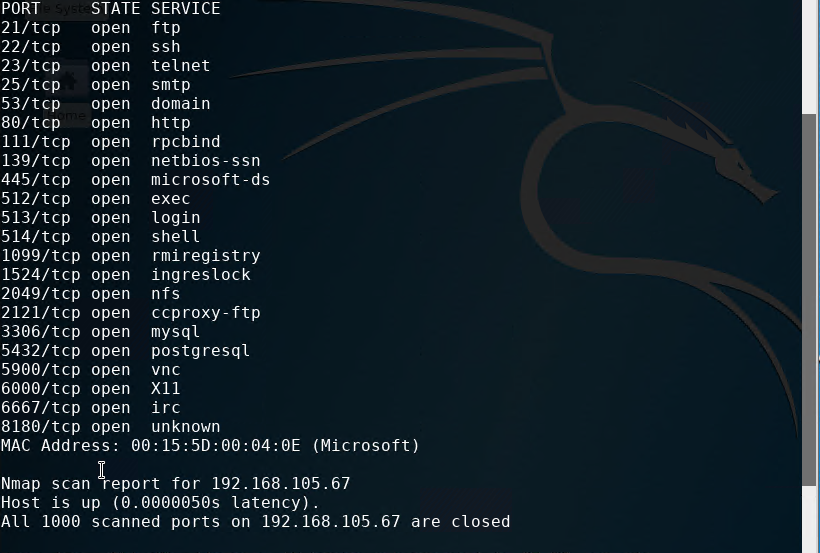 PORT STATE SERVICE
21/tcp open ftp
22/tcp open ssh
23/tcp open telnet
25/tcp open smtp
53/tcp open domain
80/tcp open http
111/tcp open rpcbind
139/tcp open netbios-ssn
445/tcp open microsoft-ds
512/tcp open exec
513/tcp open login
514/tcp open shell
1099/tcp open rmiregistry
1524/tcp open ingreslock
2049/tcp open nfs
2121/tcp open ccproxy-ftp
3306/tcp open mysql
5432/tcp open postgresql
5900/tcp open vnc
6000/tcp open X11
6667/tcp open irc
8180/tcp open unknown
MAC Address: 00:15:5D:00:04:0E (Microsoft)
Nmap scan report for 192.168.105.67
Host is up (0.0000050s latency).
All 1000 scanned ports on 192.168.105.67 are closed